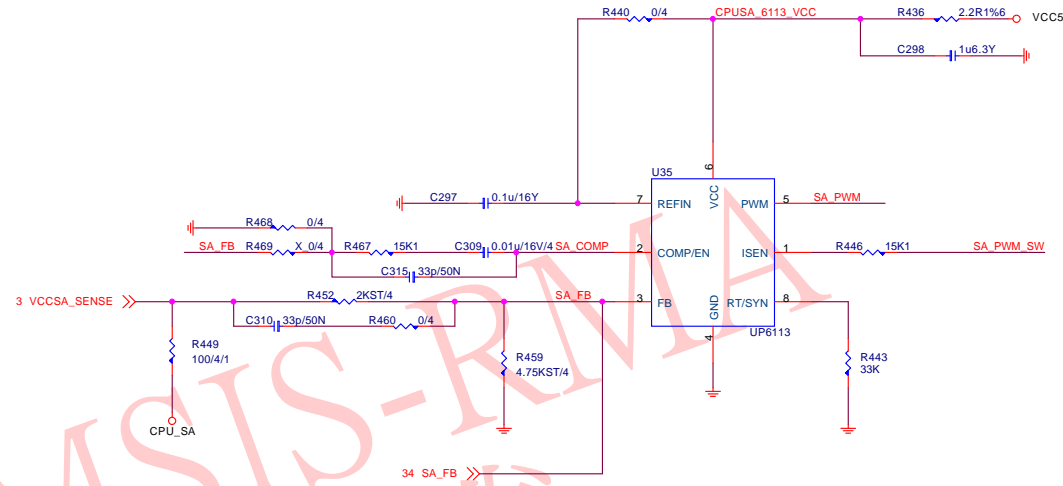 R440 0/4 CPUSA_6113_VCC R436 2.2R1%6 VCC5
C298 1u6.3Y
U35
6
C297 0.1u/16Y 7 REFIN VCC PWM 5 SA_PWM
R468 0/4
SA_FB R469 X_0/4 R467 15K1 C309 0.01u/16V/4 SA_COMP 2 COMP/EN ISEN 1 R446 15K1 SA_PWM_SW
C315 33p/50N
3 VCCSA_SENSE R452 2KST/4 SA_FB 3 FB GND RT/SYN 8
C310 33p/50N R460 0/4
4 UP6113
R449
100/4/1
R459
4.75KST/4
R443
33K
CPU_SA
34 SA_FB
MSIS-RMA